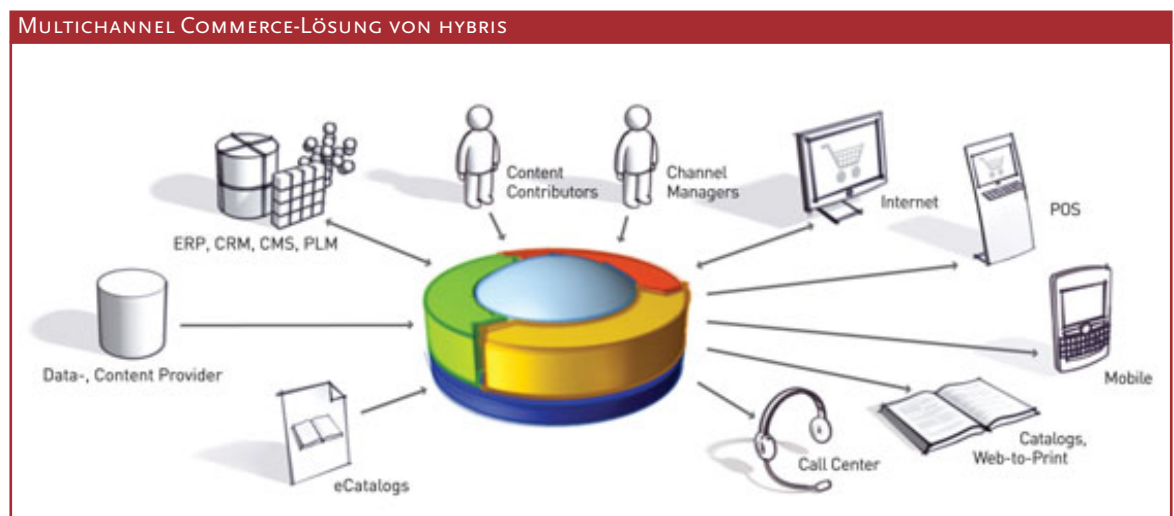 MULTICHANNEL COMMERCE-LÖSUNG VON HYBRIS
Content
Contributors
Channel
Managers
Internet
POS
ERP, CRM, CMS, PLM
Data-, Content Provider
Mobile
eCatalogs
Call Center
Catalogs,
Web-to-Print